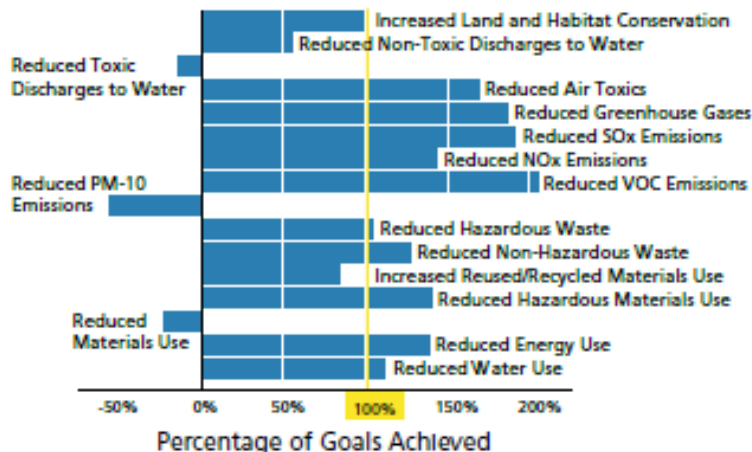 Increased Land and Habitat Conservation
Reduced Non-Toxic Discharges to Water
Reduced Toxic
Discharges to Water
Reduced Air Toxics
Reduced Greenhouse Gases
Reduced SOx Emissions
Reduced NOx Emissions
Reduced VOC Emissions
Reduced PM-10
Emissions
Reduced Hazardous Waste
Reduced Non-Hazardous Waste
Increased Reused/Recycled Materials Use
Reduced Hazardous Materials Use
Reduced
Materials Use
Reduced Energy Use
Reduced Water Use
-50% 0% 50% 100% 150% 200%
Percentage of Goals Achieved